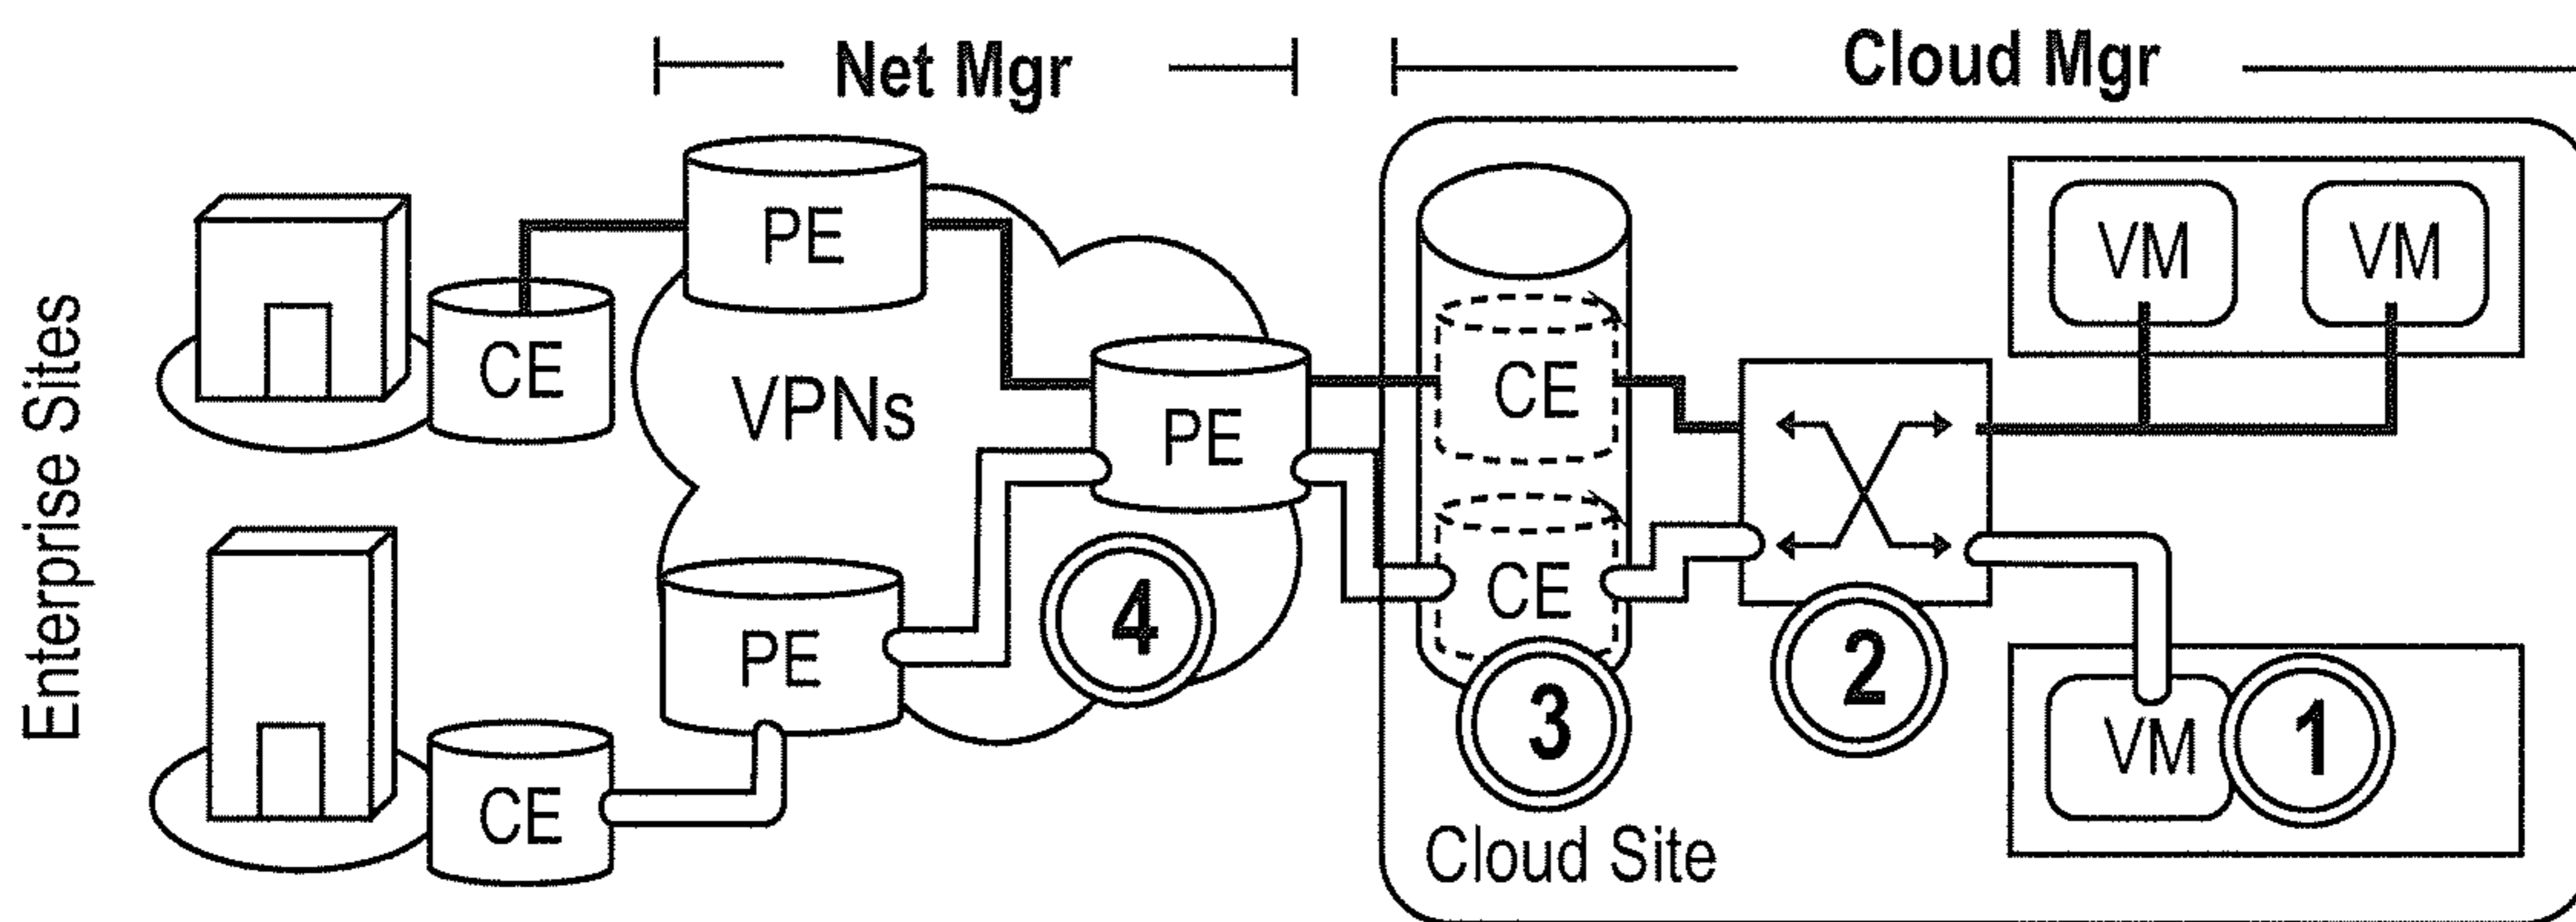 Net Mgr
Cloud Mgr
Enterprise Sites
PE
VM
VM
CE
VPNs
PE
CE
CE
4
PE
3
2
VM
1
CE
Cloud Site